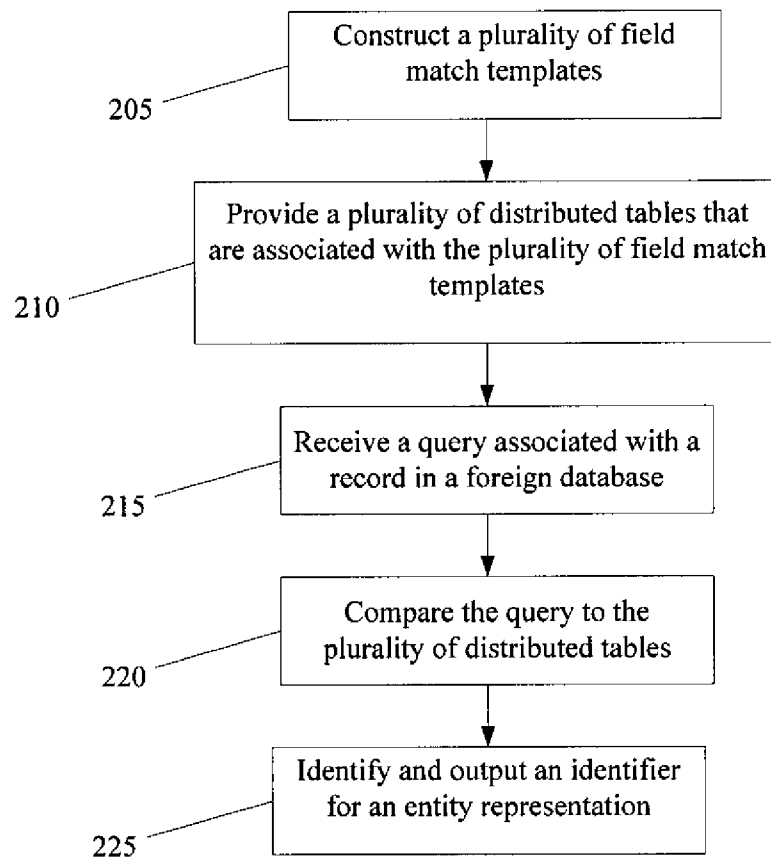 Construct a plurality of field
match templates
205
Provide a plurality of distributed tables that
are associated with the plurality of field match
templates
210
Receive a query associated with a
record in a foreign database
215
Compare the query to the
plurality of distributed tables
220
Identify and output an identifier
for an entity representation
225